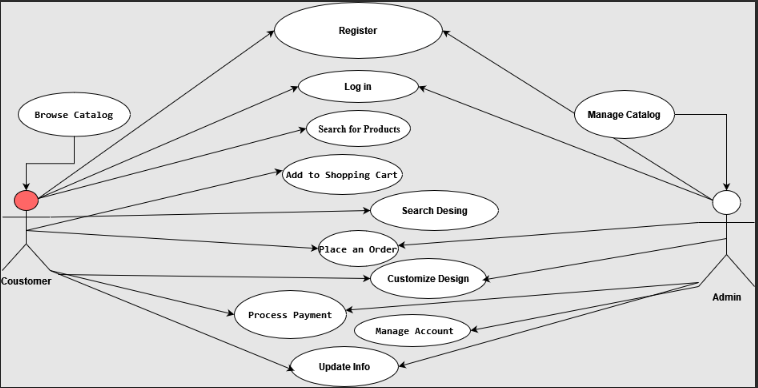 Register
Log in
Browse Catalog
Manage Catalog
Search for Products
Add to Shopping Cart
Search Desing
Place an Order
Customize Design
Coustomer
Admin
Process Payment
Manage Account
Update Info